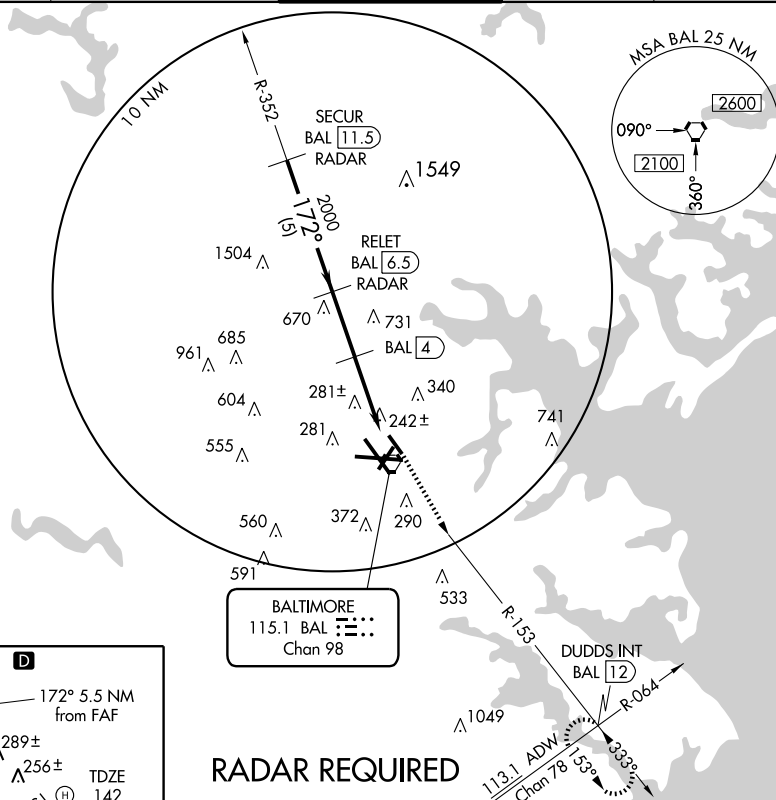 MSA BAL 25 NM
2600
090°
2100
360°
10 NM
R-352
SECUR
BAL 11.5
RADAR
1549
2000
172°
(5)
1504
RELET
BAL 6.5
RADAR
670
731
BAL 4
961
685
604
281±
340
242±
555
281
741
560
372
290
591
533
BALTIMORE
115.1 BAL
Chan 98
R-153
DUDDS INT
BAL 12
R-064
1049
113.1 ADW
Chan 78
153°
333°
RADAR REQUIRED
D
172° 5.5 NM
from FAF
289±
256±
TDZE
142
H